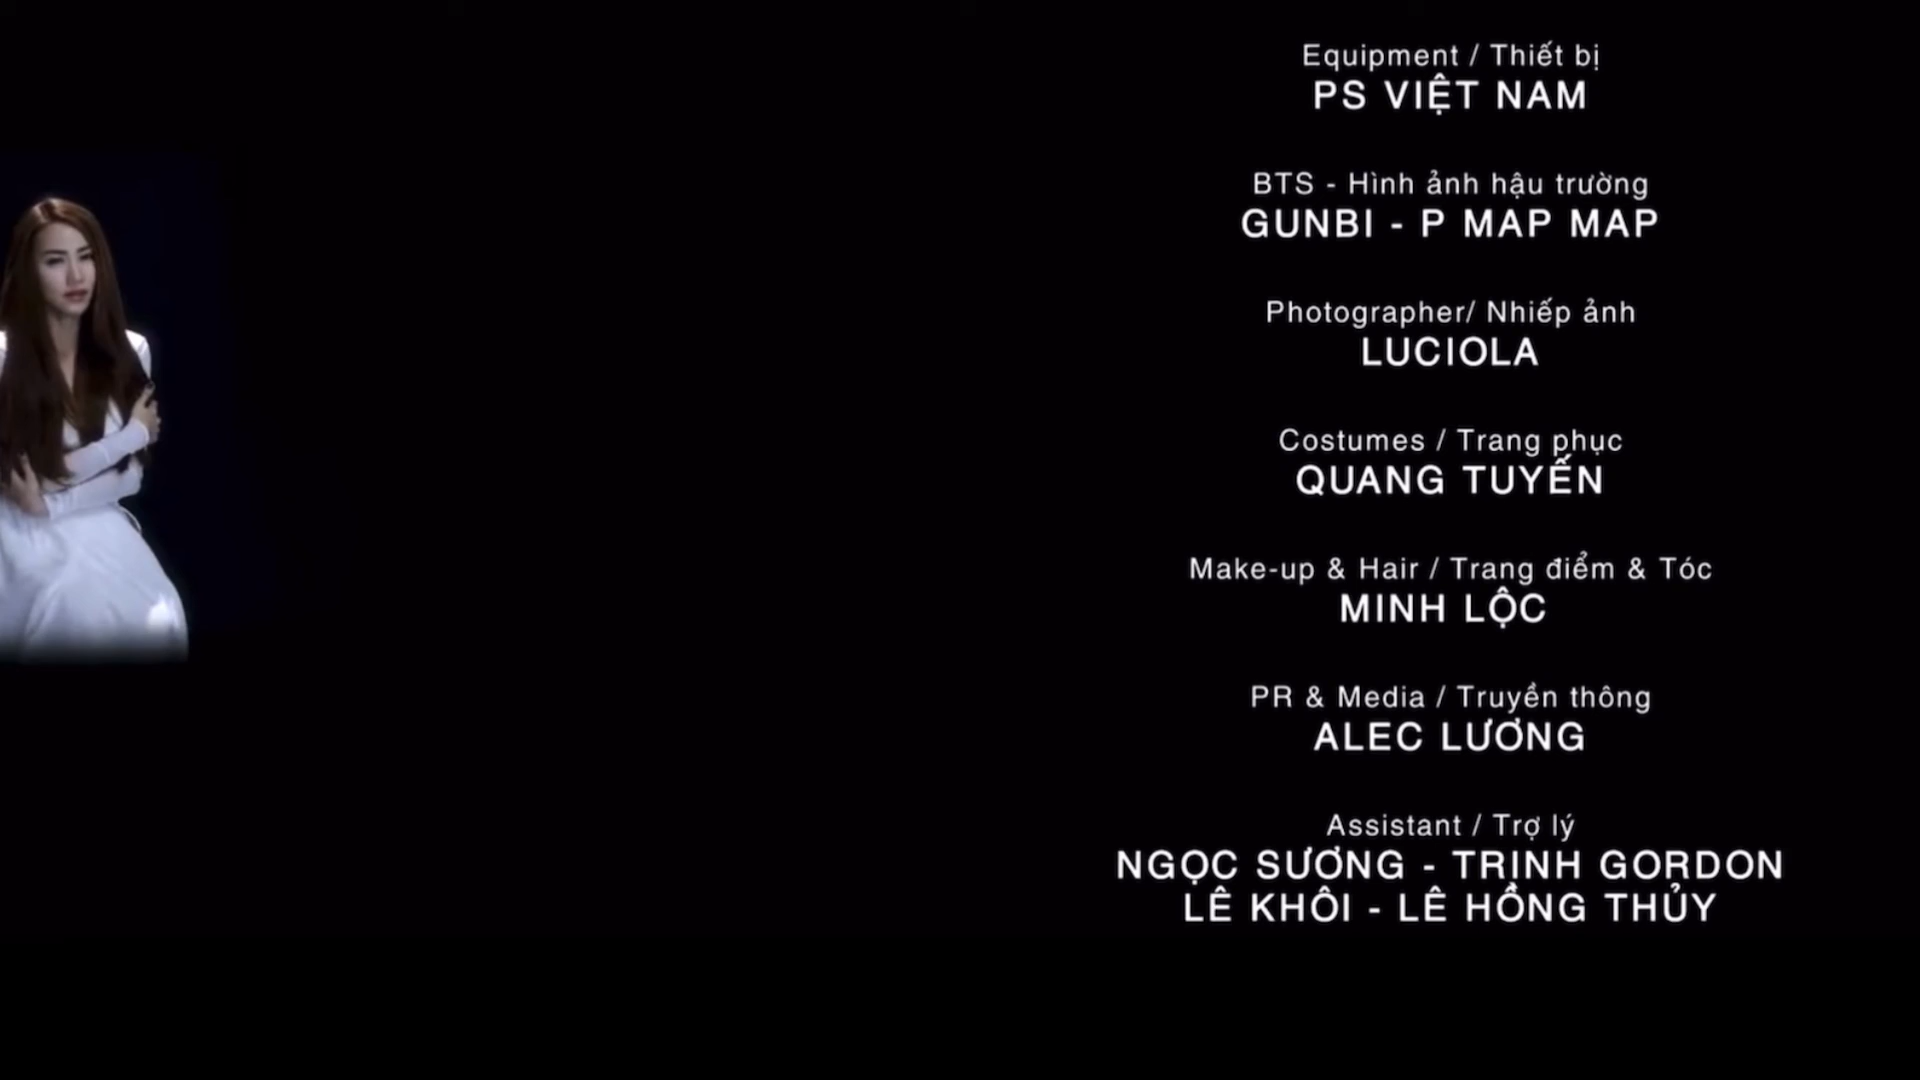 Equipment / Thiết bị
PS VIỆT NAM
BTS - Hình ảnh hậu trường
GUNBI - P MAP MAP
Photographer/ Nhiếp ảnh
LUCIOLA
Costumes / Trang phục
QUANG TUYẾN
Make-up & Hair / Trang điểm & Tóc
MINH LỘC
PR & Media / Truyền thông
ALEC LƯƠNG
Assistant / Trợ lý
NGỌC SƯƠNG - TRINH GORDON
LÊ KHÔI - LÊ HỒNG THỦY